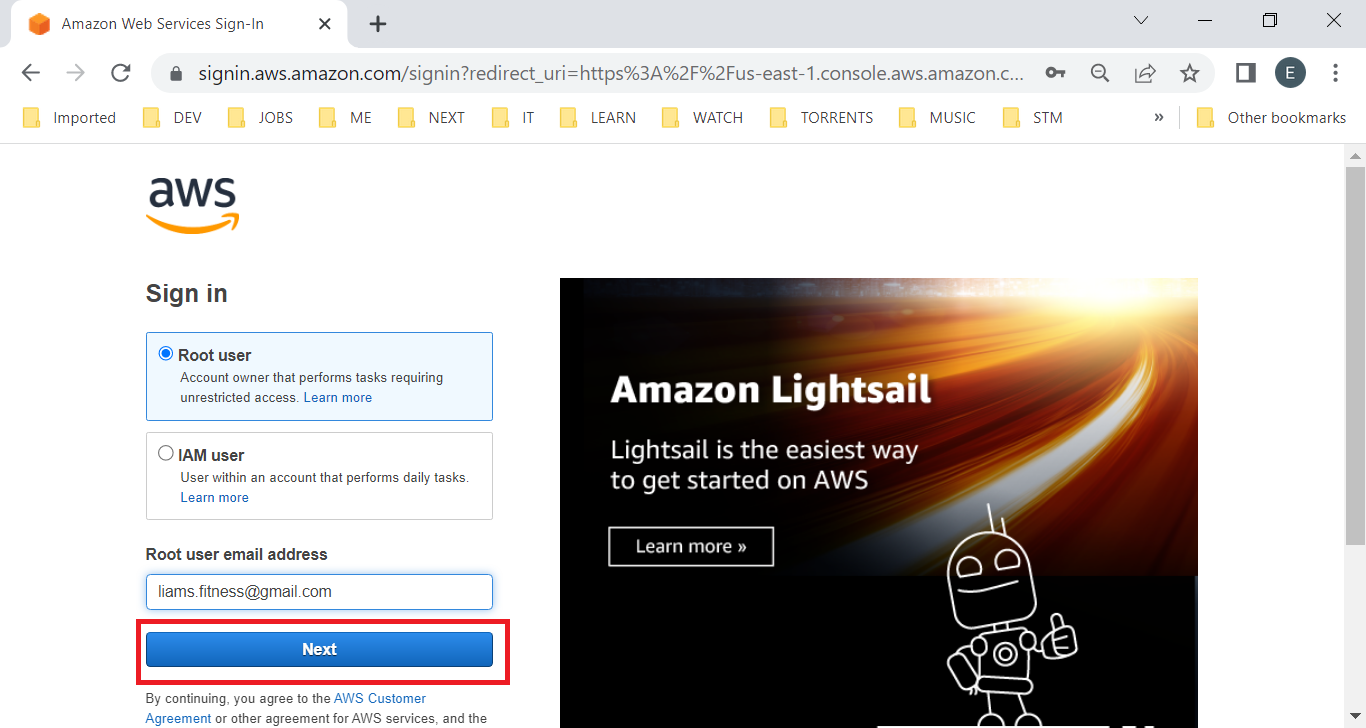 Amazon Web Services Sign-In
signin.aws.amazon.com/signin?redirect_uri=https%3A%2F%2Fus-east-1.console.aws.amazon.c...
E
Imported DEV JOBS ME NEXT IT LEARN WATCH TORRENTS MUSIC STM » Other bookmarks
aws
Sign in
Root user
Account owner that performs tasks requiring
unrestricted access. Learn more
IAM user
User within an account that performs daily tasks.
Learn more
Root user email address
liams.fitness@gmail.com
Next
By continuing, you agree to the AWS Customer
Agreement or other agreement for AWS services, and the
Amazon Lightsail
Lightsail is the easiest way
to get started on AWS
Learn more »